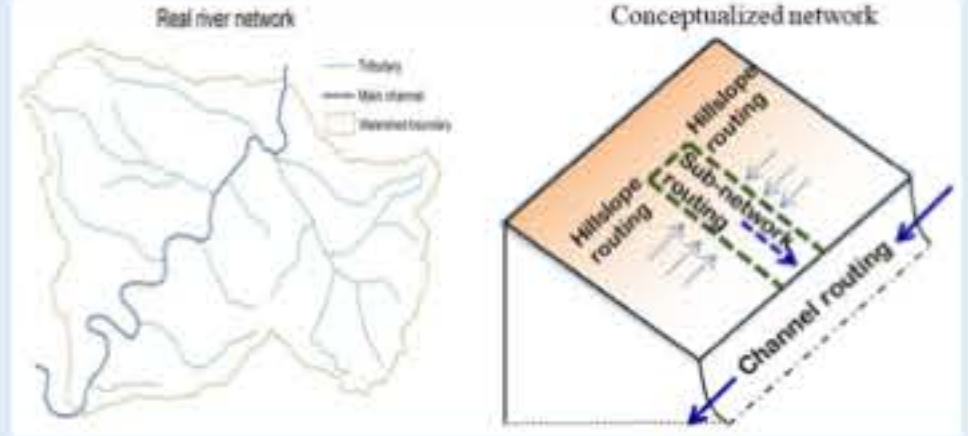 Real river network
Tributary
Main channel
Watershed boundary
Conceptualized network
Hillslope
routing
Hillslope
routing
Sub-network
routing
Channel routing